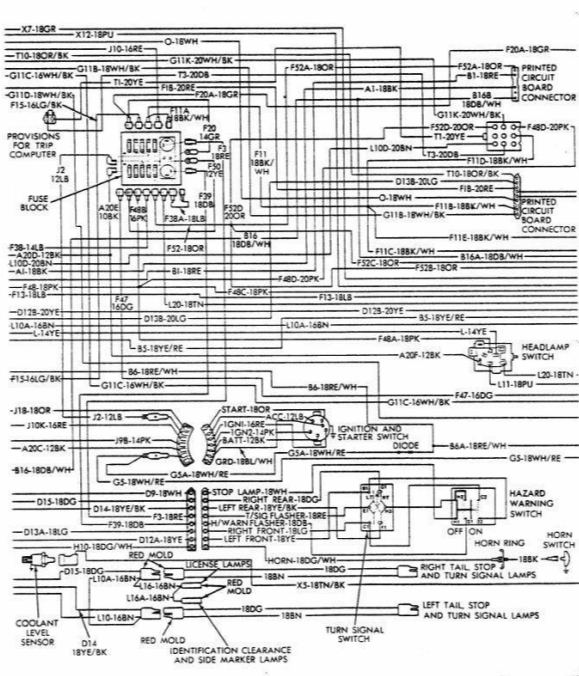 X7-18GR
X12-18PU
O-18WH
J10-16RE
F20A-18GR
T10-18OR/BK
G11K-20WH/BK
G11B-18WH/BK
F52A-18OR
F52A-18OR
PRINTED
CIRCUIT
BOARD
CONNECTOR
G11C-16WH/BK
T3-20DB
B1-18RE
T1-20YE
A1-18BK
F1B-20RE
G11D-18WH/BK
F20A-18GR
B16B
18DB/WH
F15-16LG/BK
F11A
18BK/WH
G11K-20WH/BK
F20
14GR
F52D-20OR
F48D-20PK
PROVISIONS
FOR TRIP
COMPUTER
T1-20YE
F3
18RE
F11
18BK/
WH
L10D-20BN
T3-20DB
F11D-18BK/WH
J2
12LB
F50
12YE
T10-18OR/BK
D13B-20LG
F1B-20RE
FUSE
BLOCK
F39
18DB
O-18WH
PRINTED
CIRCUIT
BOARD
CONNECTOR
A20E
10BK
F48B
16PK
F38A-18LB
F52D
20OR
F11B-18BK/WH
G11B-18WH/BK
B16
18DB/WH
F11E-18BK/WH
F38-14LB
F52-18OR
F11C-18BK/WH
A20D-12BK
B16A-18DB/WH
L10D-20BN
F52C-18OR
F52B-18OR
A1-18BK
B1-18RE
F48D-20PK
F48-18PK
F48C-18PK
F13-18LB
F13-18LB
F47
16DG
L20-18TN
D12B-20YE
D12B-20YE
D13B-20LG
B5-18YE/RE
L10A-16BN
L10A-16BN
L-14YE
L-14YE
F48A-18PK
B5-18YE/RE
HEADLAMP
SWITCH
A20F-12BK
B6-18RE/WH
L20-18TN
F15-16LG/BK
G11C-16WH/BK
B6-18RE/WH
L11-18PU
F47-16DG
G11C-16WH/BK
J18-18OR
START-18OR
J2-12LB
ACC-12LB
J10K-16RE
IGN1-16RE
IGN2-14PK
IGNITION AND
STARTER SWITCH
J9B-14PK
BATT-12BK
A20C-12BK
DIODE
B6A-18RE/WH
GRD-18BL/WH
G5A-18WH/RE
B16-18DB/WH
G5A-18WH/RE
G5-18WH/RE
G5-18WH/RE
D9-18WH
STOP LAMP-18WH
D15-18DG
RIGHT REAR-18DG
HAZARD
WARNING
SWITCH
D14-18YE/BK
LEFT REAR-18YE/BK
F3-18RE
T/SIG FLASHER-18RE
F39-18DB
H/WARN FLASHER-18DB
D13A-18LG
RIGHT FRONT-18LG
OFF ON
D12A-18YE
LEFT FRONT-18YE
HORN
SWITCH
H10-18DG/WH
HORN RING
RED MOLD
HORN-18DG/WH
18BK
D15-18DG
LICENSE LAMPS
18DG
RIGHT TAIL, STOP
AND TURN SIGNAL LAMPS
L10A-16BN
18BN
L16-16BN
RED
MOLD
X5-18TN/BK
L16A-16BN
COOLANT
LEVEL
SENSOR
18DG
LEFT TAIL, STOP
AND TURN SIGNAL LAMPS
L10-16BN
18BN
D14
18YE/BK
RED MOLD
TURN SIGNAL
SWITCH
IDENTIFICATION CLEARANCE
AND SIDE MARKER LAMPS